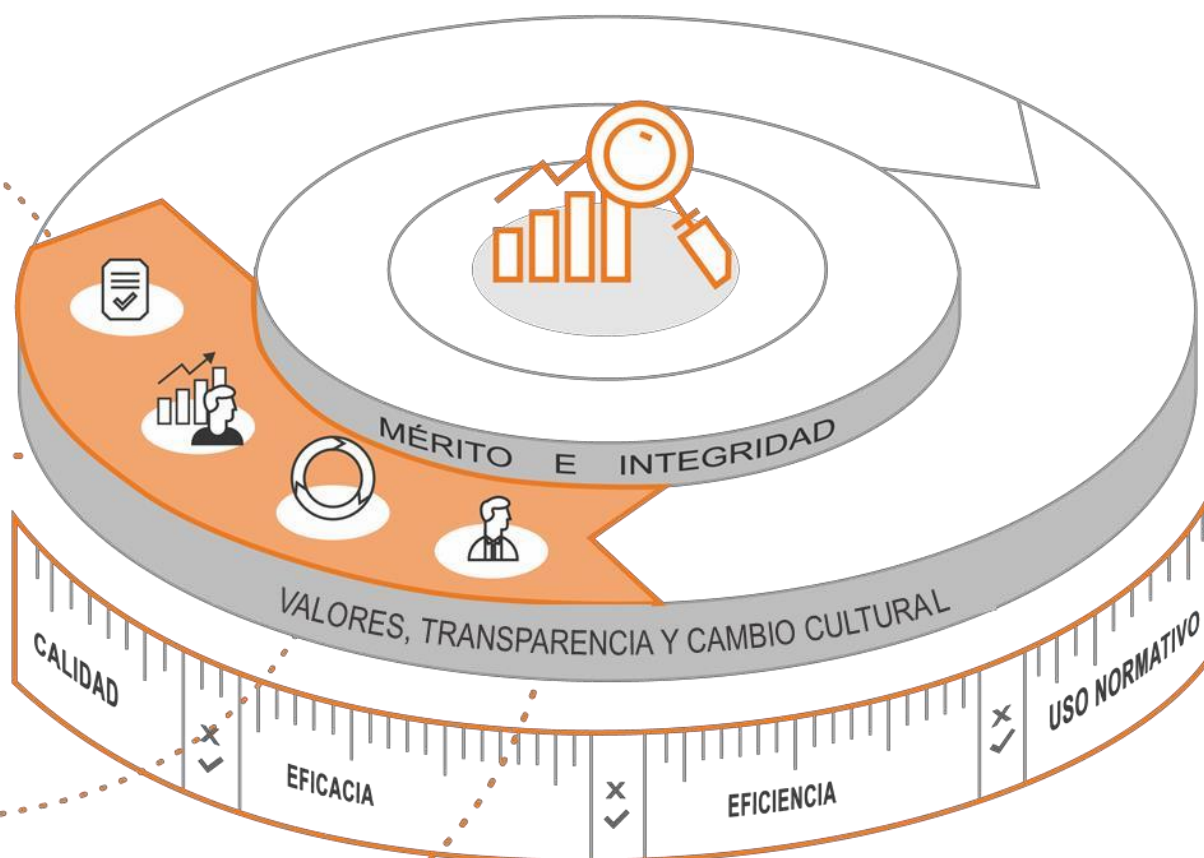 MÉRITO E INTEGRIDAD
VALORES, TRANSPARENCIA Y CAMBIO CULTURAL
CALIDAD
EFICACIA
EFICIENCIA
USO NORMATIVO